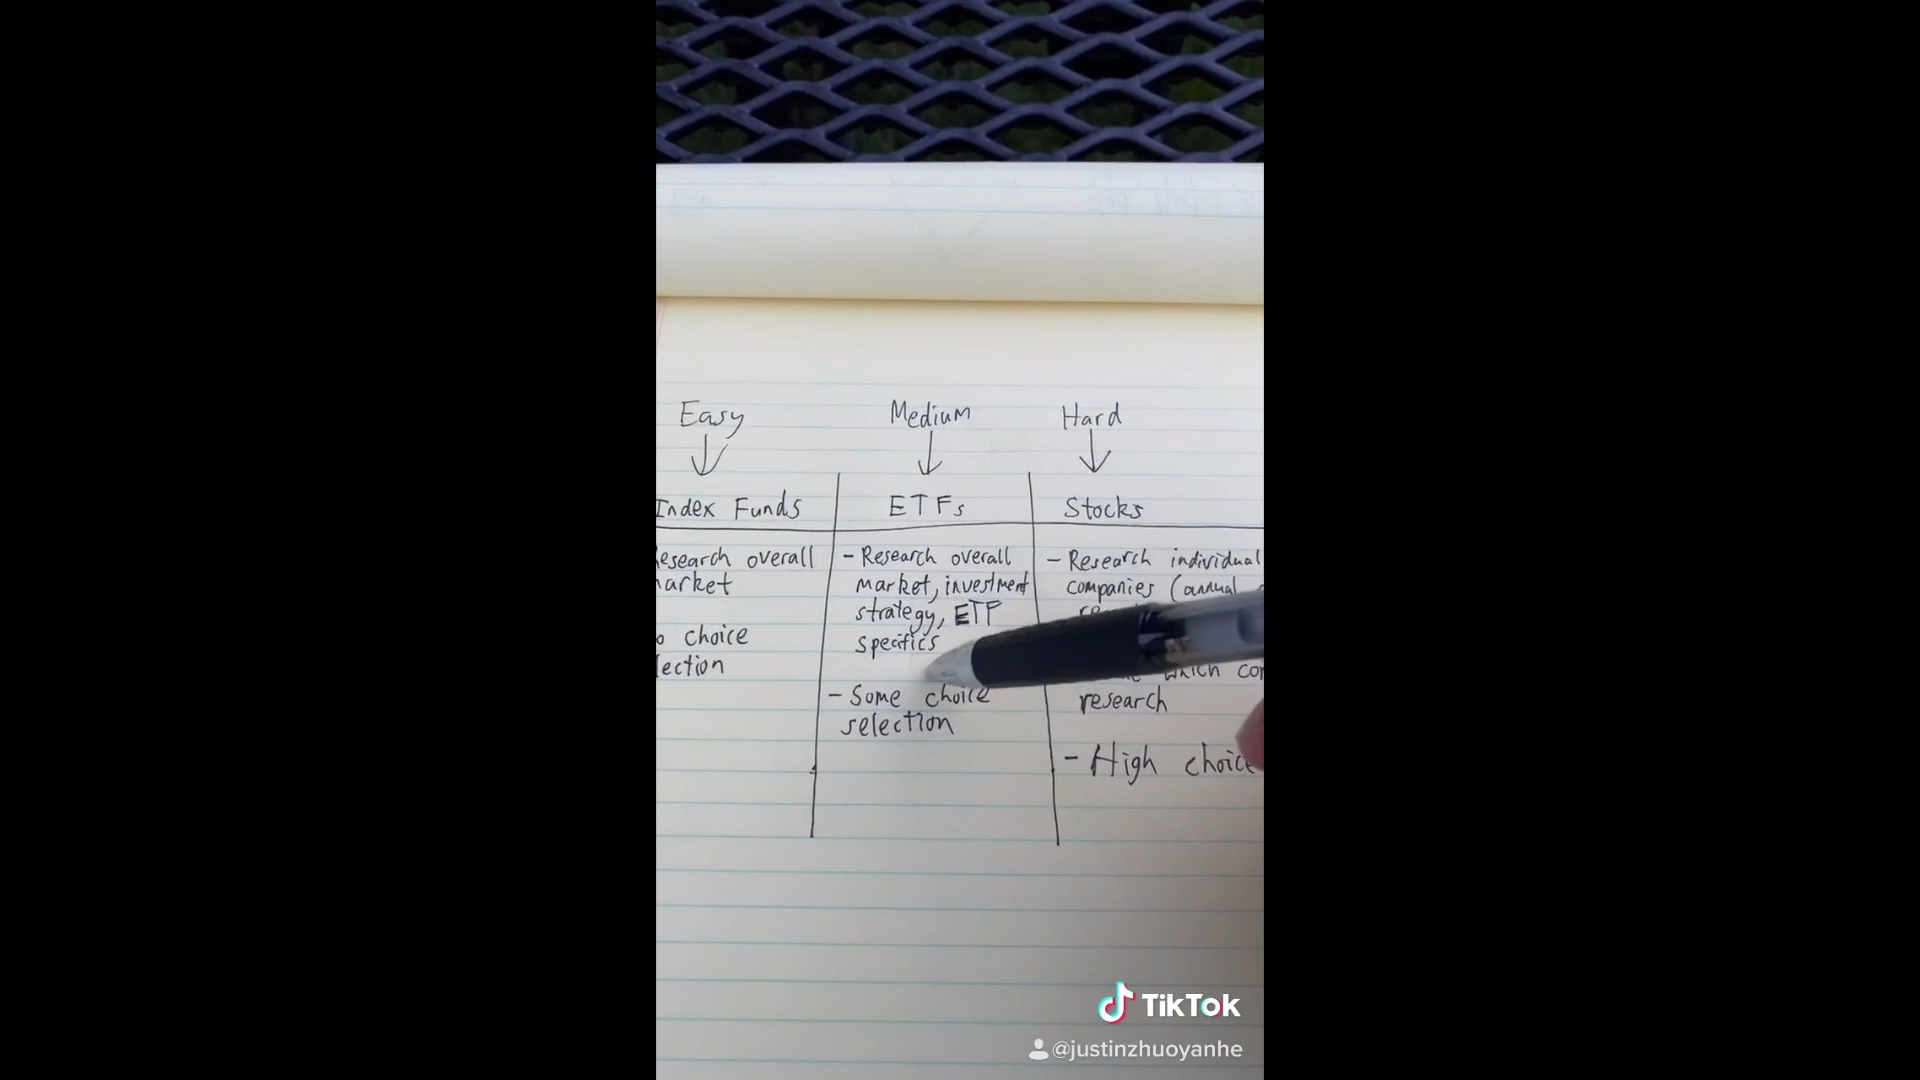 Easy Medium Hard
Index Funds ETFs Stocks
esearch overall
arket
o choice
lection
- Research overall
market, investment
strategy, ETF
specifics
- Some choice
selection
- Research individual
companies (annual
which
research
- High choice
TikTok
@justinzhuoyanhe